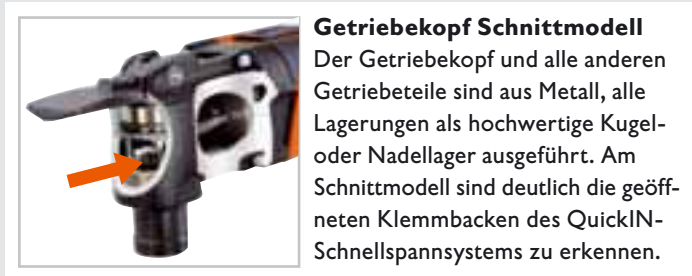 Getriebekopf Schnittmodell
Der Getriebekopf und alle anderen
Getriebeteile sind aus Metall, alle
Lagerungen als hochwertige Kugel-
oder Nadellager ausgeführt. Am
Schnittmodell sind deutlich die geöff-
neten Klemmbacken des QuickIN-
Schnellspannsystems zu erkennen.